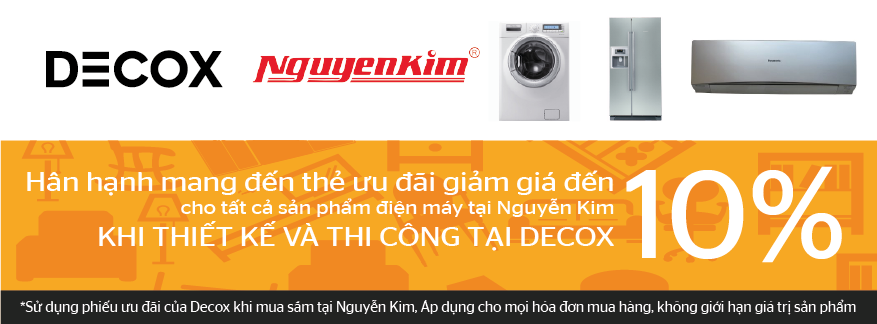 DECOX NguyenKim®
Hân hạnh mang đến thẻ ưu đãi giảm giá đến
cho tất cả sản phẩm điện máy tại Nguyễn Kim
KHI THIẾT KẾ VÀ THI CÔNG TẠI DECOX
10%
*Sử dụng phiếu ưu đãi của Decox khi mua sắm tại Nguyễn Kim, Áp dụng cho mọi hóa đơn mua hàng, không giới hạn giá trị sản phẩm